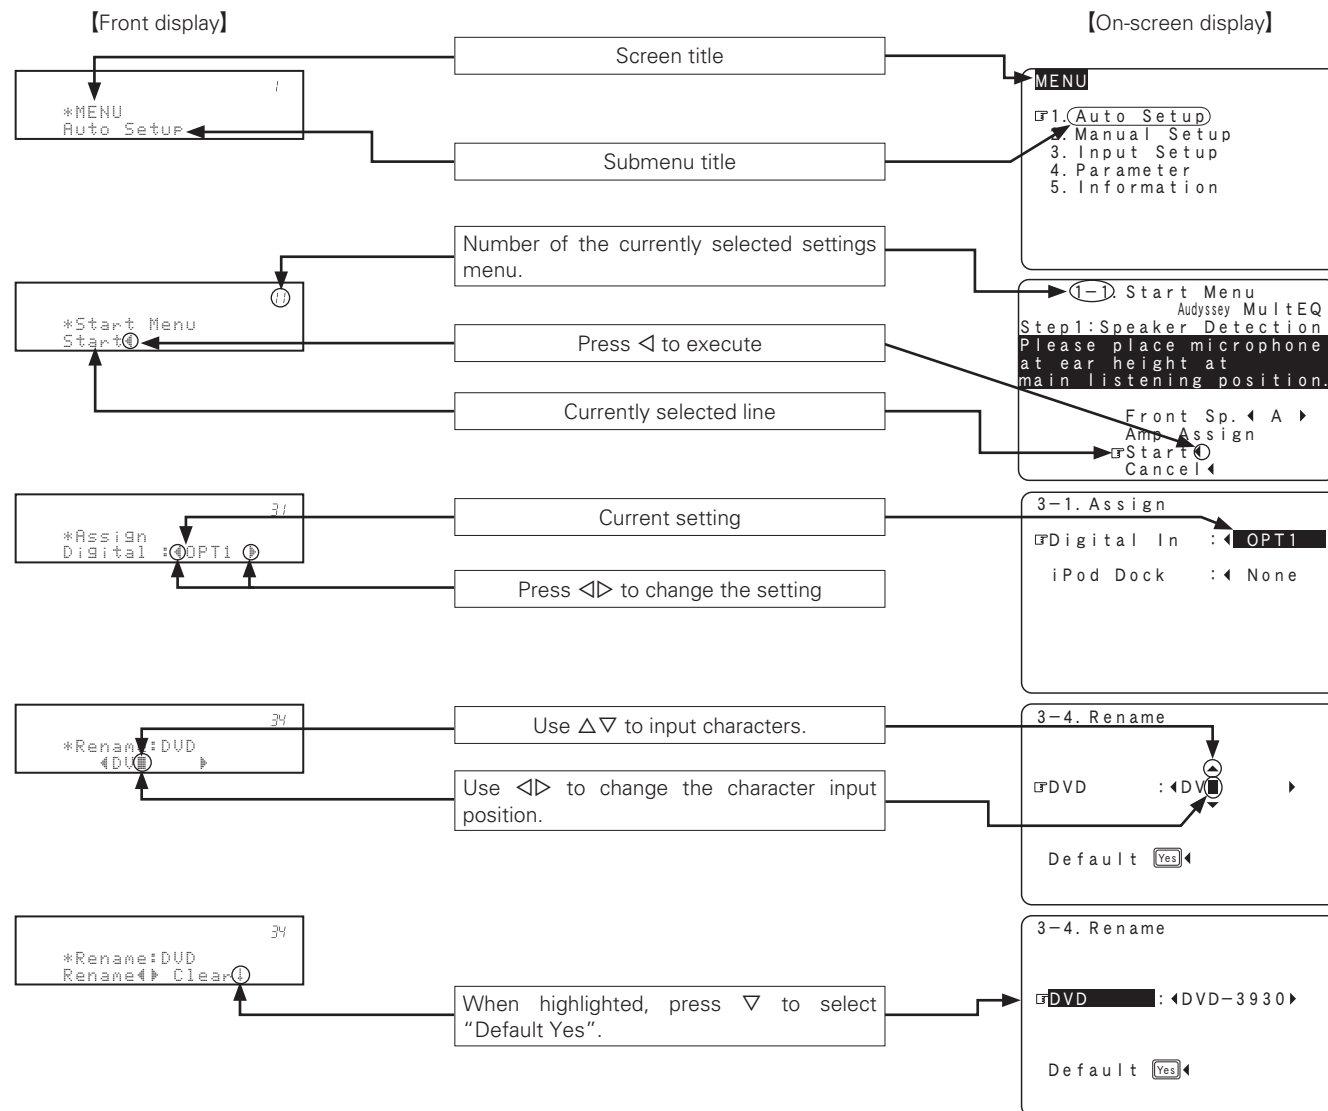 【Front display】
【On-screen display】
Screen title
1
*MENU
Auto Setup
MENU
☞1. Auto Setup
2. Manual Setup
3. Input Setup
4. Parameter
5. Information
Submenu title
Number of the currently selected settings
menu.
11
*Start Menu
Start◀
Press ◁ to execute
Currently selected line
1-1. Start Menu
Audyssey MultEQ
Step1:Speaker Detection
Please place microphone
at ear height at
main listening position.
Front Sp.◀ A ▶
Amp Assign
☞Start◀
Cancel◀
31
*Assign
Digital :◀OPT1 ▶
Current setting
Press ◁▷ to change the setting
3-1. Assign
☞Digital In :◀ OPT1
iPod Dock :◀ None
34
*Rename:DVD
◀DV■ ▶
Use △▽ to input characters.
Use ◁▷ to change the character input
position.
3-4. Rename
☞DVD :◀DV■ ▶
Default Yes◀
34
*Rename:DVD
Rename◀▶ Clear↓
When highlighted, press ▽ to select
“Default Yes”.
3-4. Rename
☞DVD :◀DVD-3930▶
Default Yes◀